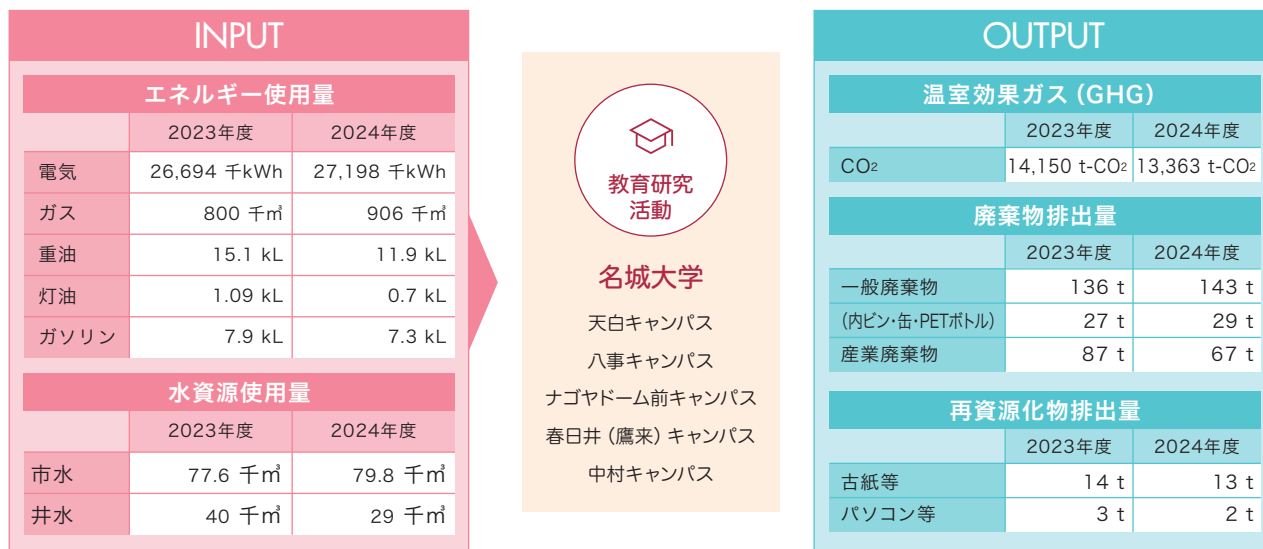 INPUT
エネルギー使用量
2023年度 2024年度
電気 26,694 千kWh 27,198 千kWh
ガス 800 千㎥ 906 千㎥
重油 15.1 kL 11.9 kL
灯油 1.09 kL 0.7 kL
ガソリン 7.9 kL 7.3 kL
水資源使用量
2023年度 2024年度
市水 77.6 千㎥ 79.8 千㎥
井水 40 千㎥ 29 千㎥
教育研究
活動
名城大学
天白キャンパス
八事キャンパス
ナゴヤドーム前キャンパス
春日井（鷹来）キャンパス
中村キャンパス
OUTPUT
温室効果ガス（GHG）
2023年度 2024年度
CO2 14,150 t-CO2 13,363 t-CO2
廃棄物排出量
2023年度 2024年度
一般廃棄物 136 t 143 t
（内ビン・缶・PETボトル） 27 t 29 t
産業廃棄物 87 t 67 t
再資源化物排出量
2023年度 2024年度
古紙等 14 t 13 t
パソコン等 3 t 2 t